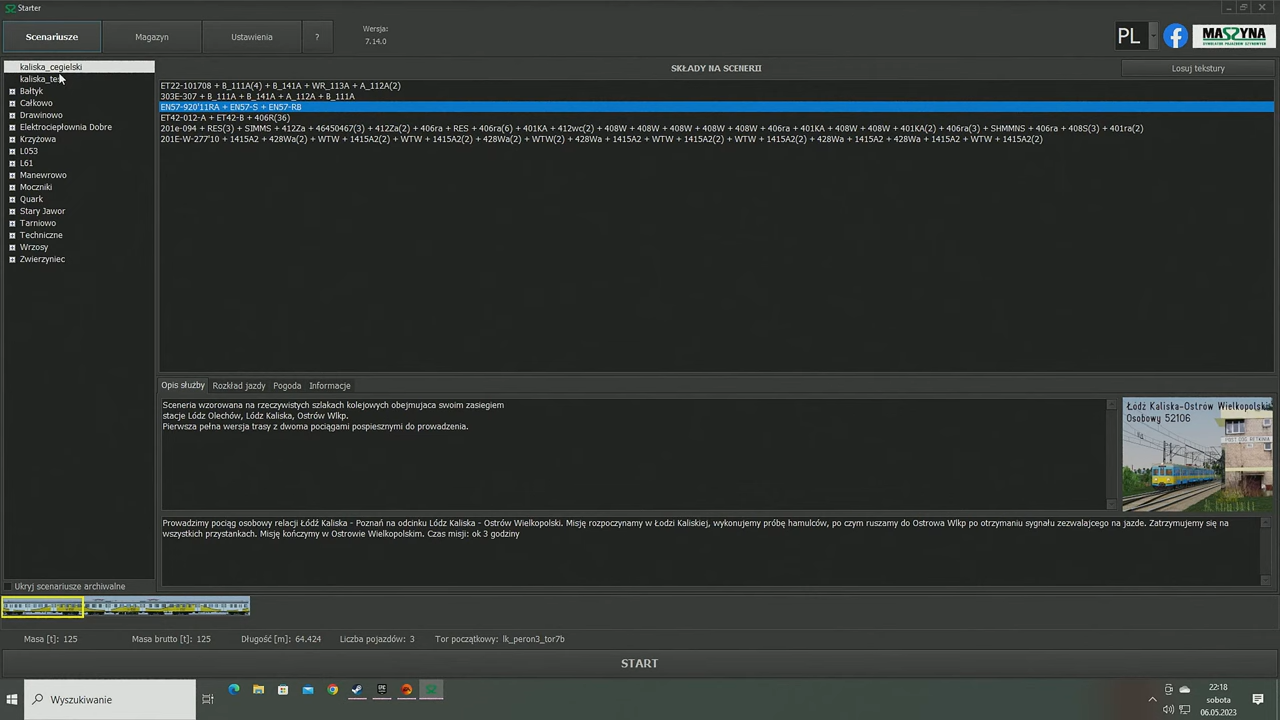 Starter
Scenariusze
Magazyn
Ustawienia
?
Wersja:
7.14.0
PL
MASZYNA
kaliska_cegielski
Bałtyk
Całkowo
Drawinowo
Elektrociepłownia Dobre
Krzyżowa
L053
L61
Manewrowo
Moczniki
Quark
Stary Jawor
Tarniowo
Techniczne
Wrzosy
Zwierzyniec
Ukryj scenariusze archiwalne
SKŁADY NA SCENERII
Losuj tekstury
ET22-101708 + B_111A(4) + B_141A + WR_113A + A_112A(2)
303E-307 + B_111A + B_141A + A_112A + B_111A
EN57-920'11RA + EN57-S + EN57-RB
ET42-012-A + ET42-B + 406R(36)
201e-094 + RES(3) + SIMMS + 412Za + 46450467(3) + 412Za(2) + 406ra + RES + 406ra(6) + 401KA + 412wc(2) + 408W + 408W + 408W + 408W + 406ra + 401KA + 408W + 408W + 401KA(2) + 406ra(3) + SHMMNS + 406ra + 408S(3) + 401ra(2)
201E-W-277'10 + 1415A2 + 428Wa(2) + WTW + 1415A2(2) + WTW + 1415A2(2) + WTW + 1415A2(2) + WTW(2) + 428Wa + 1415A2 + WTW + 1415A2 + WTW + 1415A2(2) + 428Wa + 1415A2 + 428Wa + 1415A2 + WTW + 1415A2 + WTW + 428Wa(2)
Opis służby
Rozkład jazdy
Pogoda
Informacje
Sceneria wzorowana na rzeczywistych szlakach kolejowych obejmujaca swoim zasiegiem
stacje Lódz Olechów, Lódz Kaliska, Ostrów Wlkp.
Pierwsza pełna wersja trasy z dwoma pociągami pospiesznymi do prowadzenia.
Łódź Kaliska-Ostrów Wielkopolski
Osobowy 52106
Prowadzimy pociąg osobowy relacji Łódź Kaliska - Poznań na odcinku Lódz Kaliska - Ostrów Wielkopolski. Misję rozpoczynamy w Łodzi Kaliskiej, wykonujemy próbę hamulców, po czym ruszamy do Ostrowa Wlkp po otrzymaniu sygnału zezwalajcego na jazde. Zatrzymujemy się na
wszystkich przystankach. Misję kończymy w Ostrowie Wielkopolskim. Czas misji: ok 3 godziny
Masa [t]: 125
Masa brutto [t]: 125
Długość [m]: 64.424
Liczba pojazdów: 3
Tor początkowy: lk_peron3_tor7b
START
Wyszukiwanie
22:18
sobota
06.05.2023